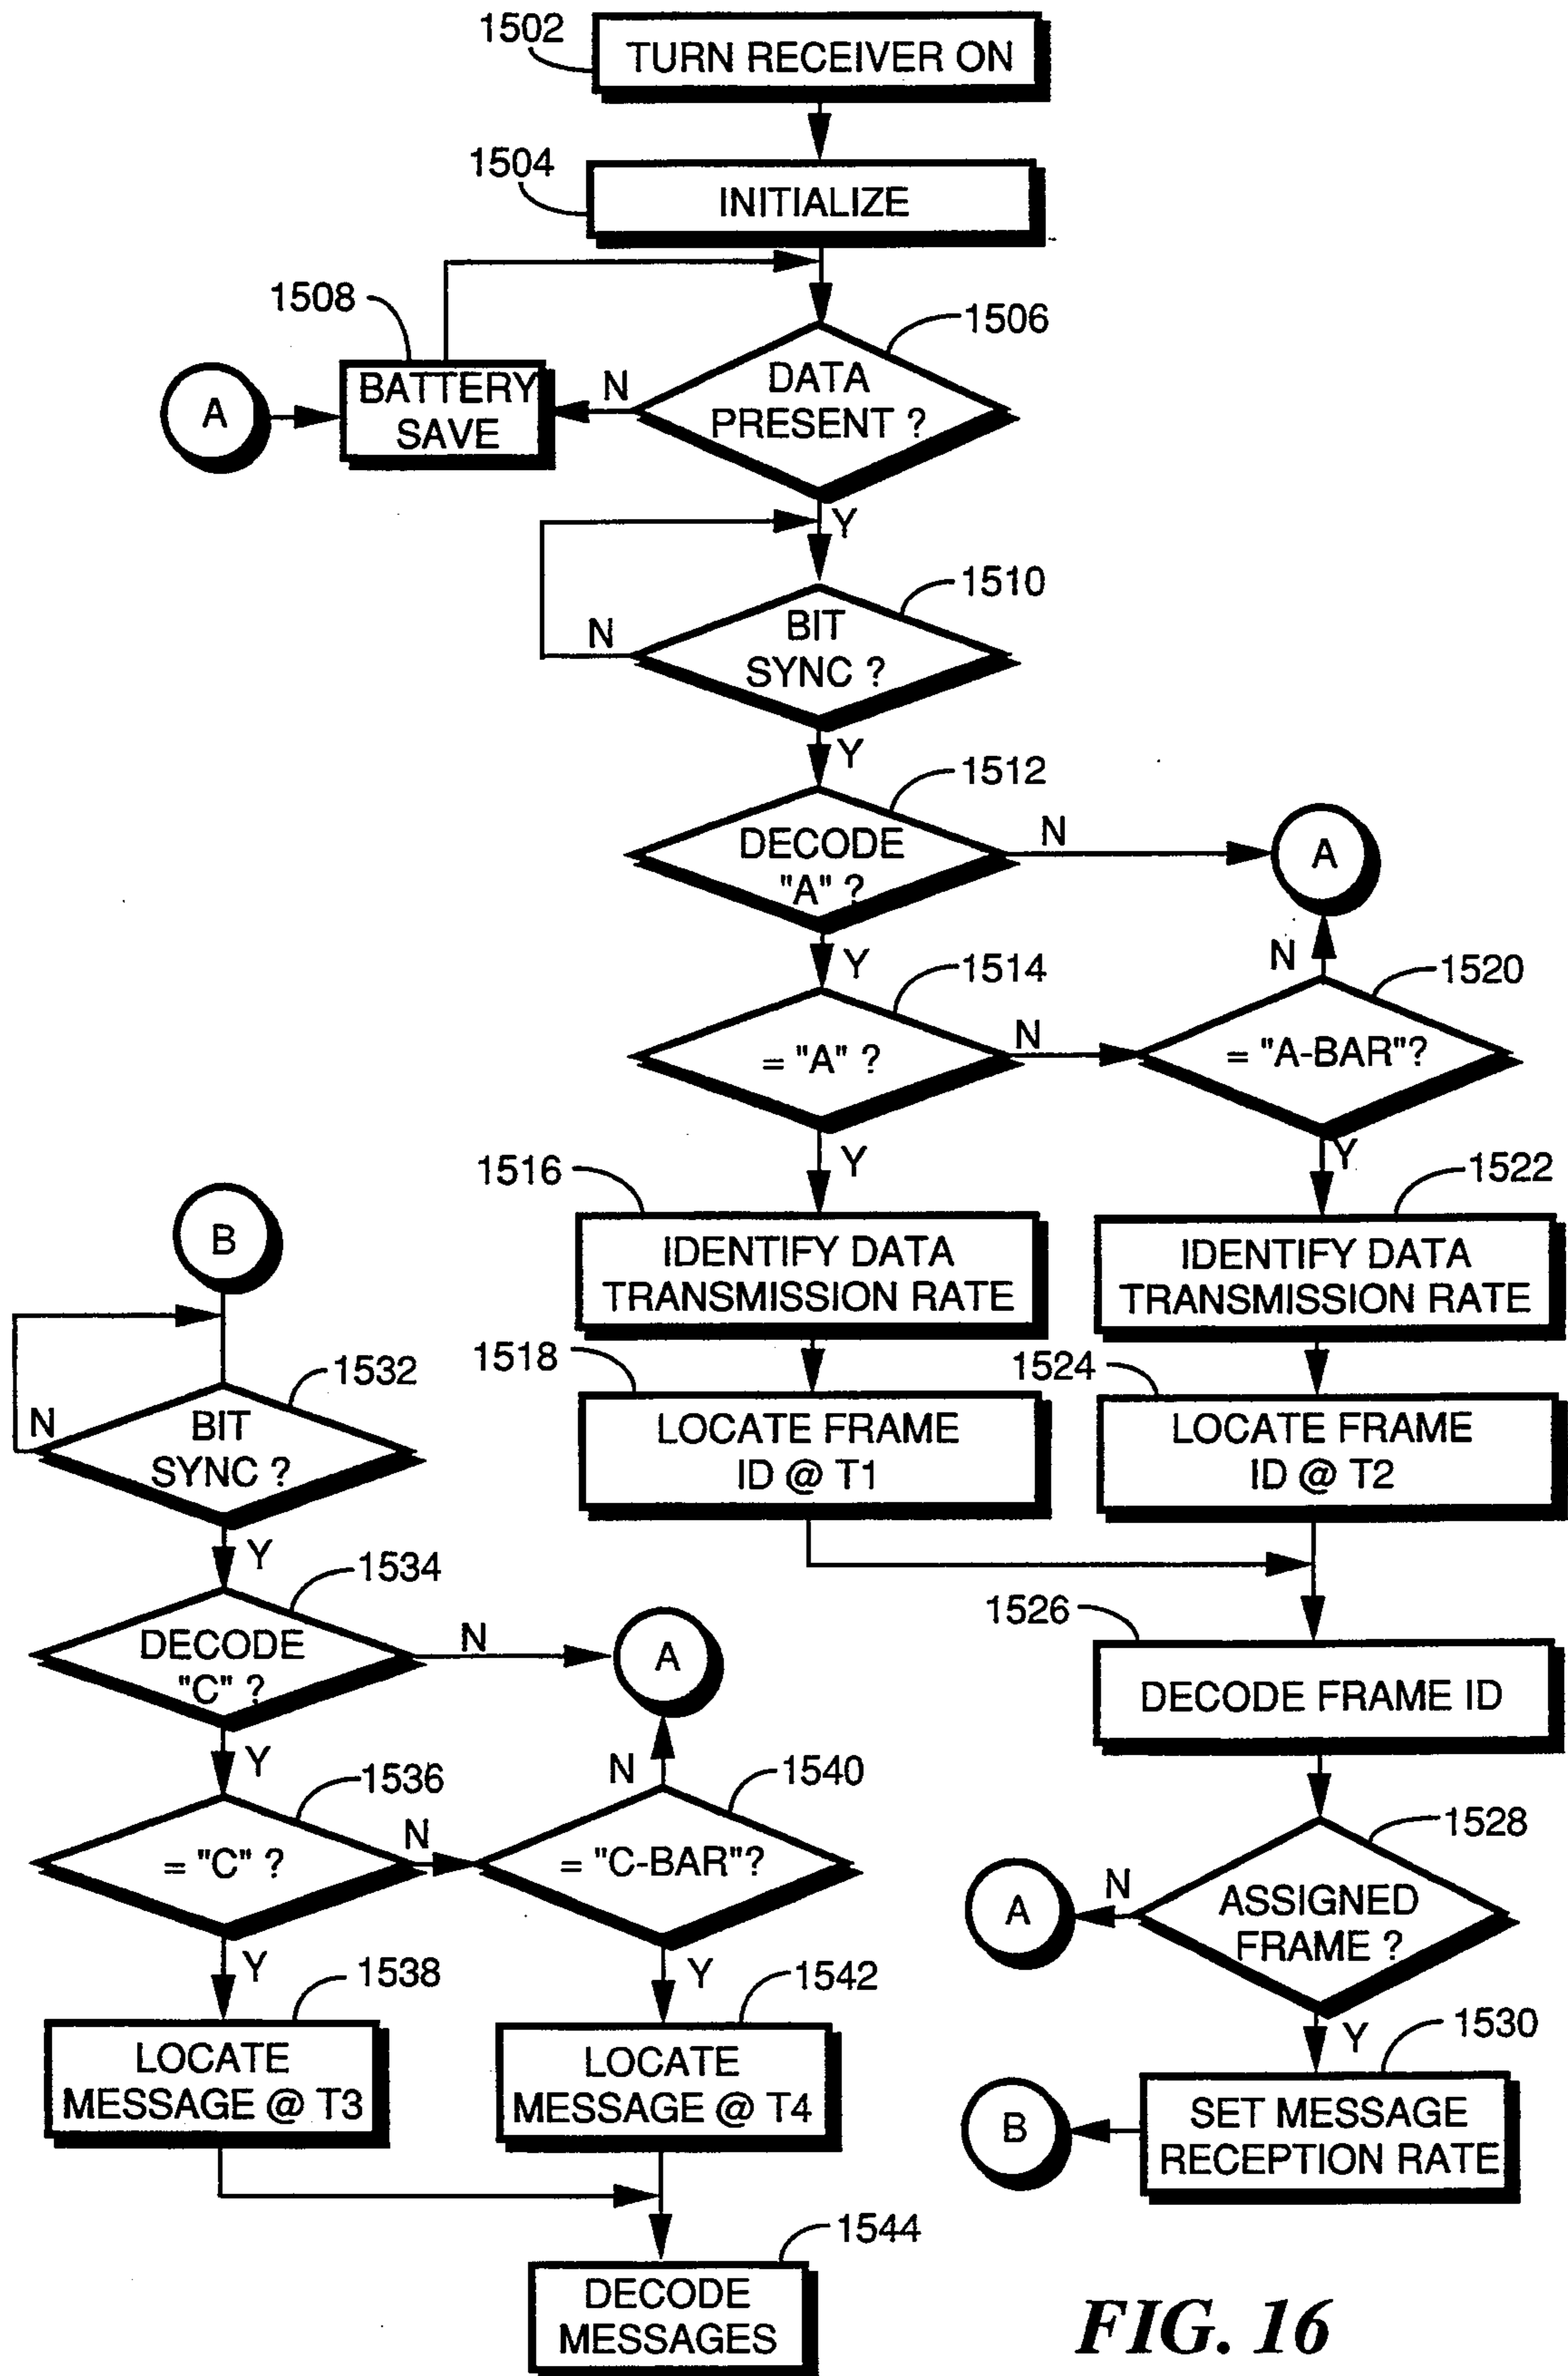 1502
TURN RECEIVER ON
1504
INITIALIZE
1508
1506
A
BATTERY
SAVE
N
DATA
PRESENT ?
Y
1510
N
BIT
SYNC ?
Y
1512
DECODE
"A" ?
N
A
Y
1514
N
1520
= "A" ?
N
= "A-BAR"?
Y
Y
1516
1522
IDENTIFY DATA
TRANSMISSION RATE
IDENTIFY DATA
TRANSMISSION RATE
1518
1524
LOCATE FRAME
ID @ T1
LOCATE FRAME
ID @ T2
1526
DECODE FRAME ID
1528
A
N
ASSIGNED
FRAME ?
Y
1530
B
SET MESSAGE
RECEPTION RATE
B
1532
N
BIT
SYNC ?
Y
1534
DECODE
"C" ?
N
A
Y
1536
N
1540
= "C" ?
N
= "C-BAR"?
Y
Y
1538
1542
LOCATE
MESSAGE @ T3
LOCATE
MESSAGE @ T4
1544
DECODE
MESSAGES
FIG. 16